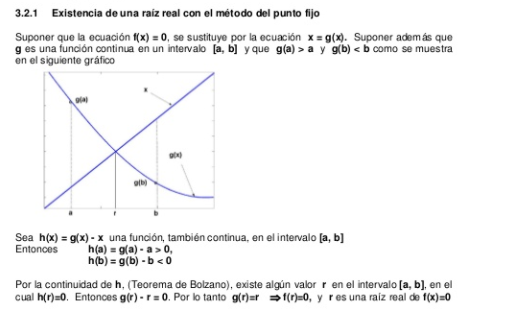 3.2.1 Existencia de una raíz real con el método del punto fijo
Suponer que la ecuación f(x) = 0, se sustituye por la ecuación x = g(x). Suponer además que
g es una función continua en un intervalo [a, b] y que g(a) > a y g(b) < b como se muestra
en el siguiente gráfico
g(a)
x
g(x)
g(b)
a r b
Sea h(x) = g(x) - x una función, también continua, en el intervalo [a, b]
Entonces h(a) = g(a) - a > 0,
h(b) = g(b) - b < 0
Por la continuidad de h, (Teorema de Bolzano), existe algún valor r en el intervalo [a, b], en el
cual h(r)=0. Entonces g(r) - r = 0. Por lo tanto g(r)=r ⇒ f(r)=0, y r es una raíz real de f(x)=0